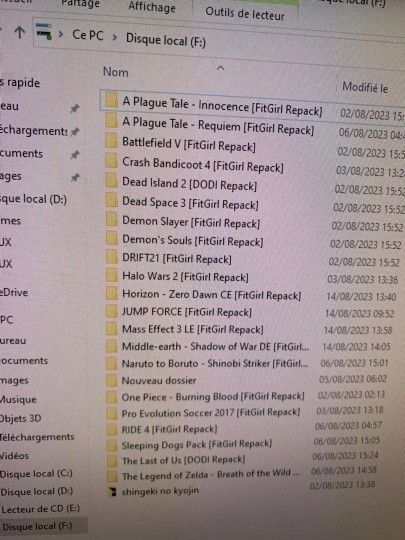 Partage
Affichage
Outils de lecteur
Ce PC > Disque local (F:)
Nom
Modifié le
A Plague Tale - Innocence [FitGirl Repack] 02/08/2023 15:
A Plague Tale - Requiem [FitGirl Repack] 06/08/2023 04:
Battlefield V [FitGirl Repack] 02/08/2023 15:5
Crash Bandicoot 4 [FitGirl Repack] 03/08/2023 13:2
Dead Island 2 [DODI Repack] 02/08/2023 15:5
Dead Space 3 [FitGirl Repack] 02/08/2023 15:52
Demon Slayer [FitGirl Repack] 02/08/2023 15:52
Demon's Souls [FitGirl Repack] 02/08/2023 15:52
DRIFT21 [FitGirl Repack] 02/08/2023 15:52
Halo Wars 2 [FitGirl Repack] 03/08/2023 13:36
Horizon - Zero Dawn CE [FitGirl Repack] 14/08/2023 13:40
JUMP FORCE [FitGirl Repack] 14/08/2023 09:52
Mass Effect 3 LE [FitGirl Repack] 14/08/2023 13:58
Middle-earth - Shadow of War DE [FitGirl... 14/08/2023 14:05
Naruto to Boruto - Shinobi Striker [FitGirl... 06/08/2023 15:01
Nouveau dossier 05/08/2023 06:02
One Piece - Burning Blood [FitGirl Repack] 02/08/2023 02:13
Pro Evolution Soccer 2017 [FitGirl Repack] 03/08/2023 13:18
RIDE 4 [FitGirl Repack] 06/08/2023 04:57
Sleeping Dogs Pack [FitGirl Repack] 06/08/2023 15:05
The Last of Us [DODI Repack] 06/08/2023 15:24
The Legend of Zelda - Breath of the Wild ... 06/08/2023 14:58
shingeki no kyojin 02/08/2023 13:38
s rapide
eau
échargements
cuments
ages
sque local (D:)
mes
UX
UX
eDrive
PC
ureau
ocuments
mages
Musique
Objets 3D
Téléchargements
Vidéos
Disque local (C:)
Disque local (D:)
Lecteur de CD (E:)
Disque local (F:)